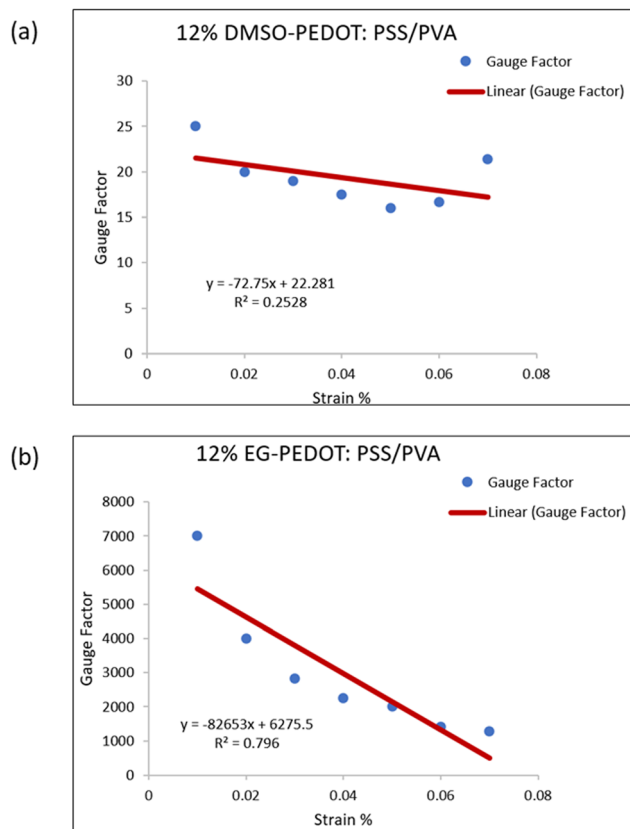 (a)
12% DMSO-PEDOT: PSS/PVA
Gauge Factor
Linear (Gauge Factor)
30
25
20
15
10
5
0
Gauge Factor
y = -72.75x + 22.281
R² = 0.2528
0
0.02
0.04
0.06
0.08
Strain %
(b)
12% EG-PEDOT: PSS/PVA
Gauge Factor
Linear (Gauge Factor)
8000
7000
6000
5000
4000
3000
2000
1000
0
Gauge Factor
y = -82653x + 6275.5
R² = 0.796
0
0.02
0.04
0.06
0.08
Strain %